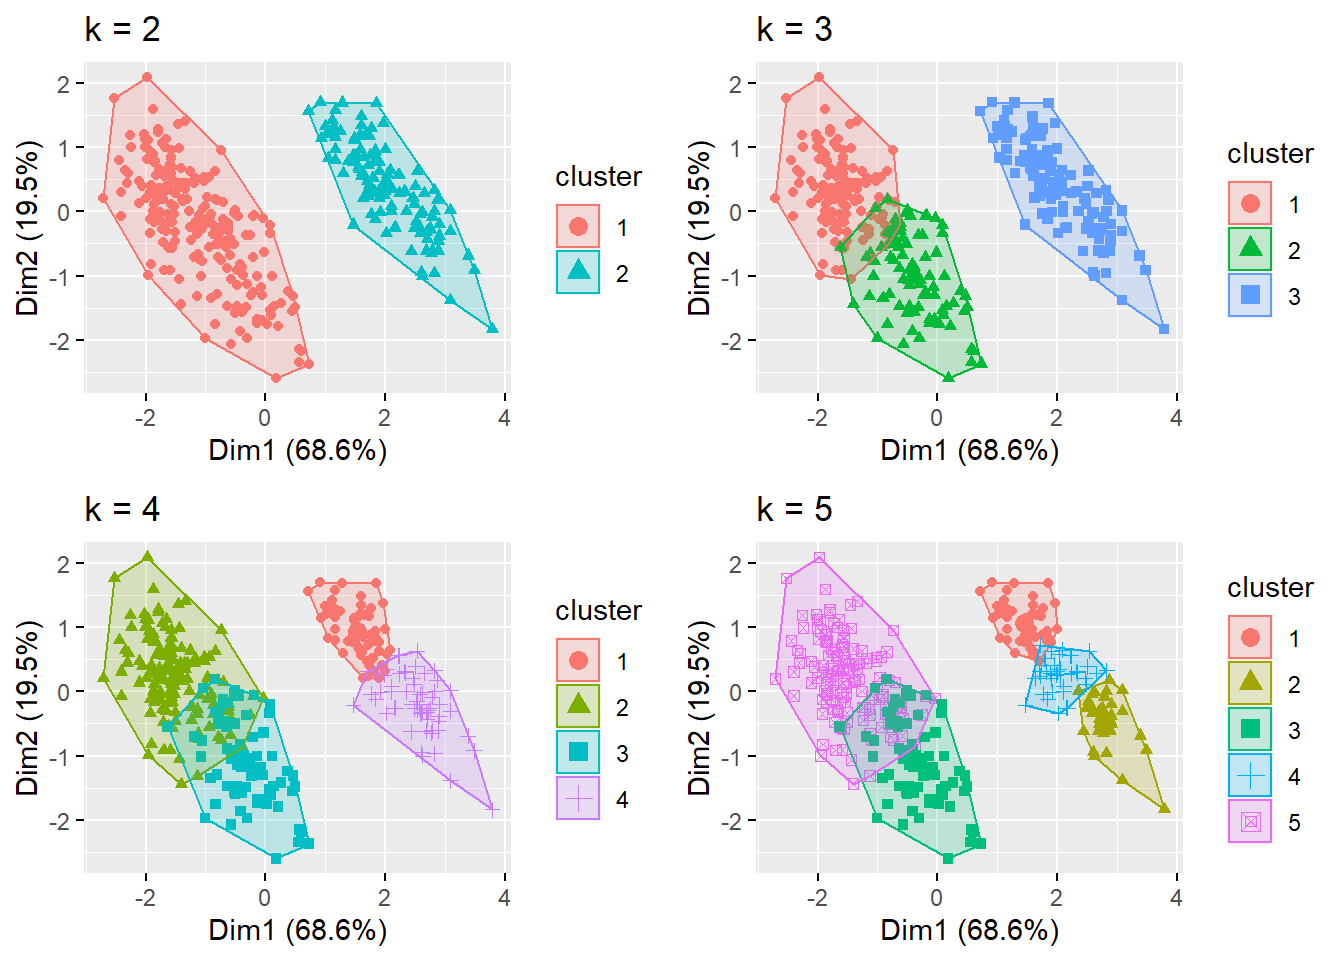 k = 2
2
1
0
-1
-2
Dim2 (19.5%)
-2 0 2 4
Dim1 (68.6%)
cluster
1
2
k = 3
2
1
0
-1
-2
Dim2 (19.5%)
-2 0 2 4
Dim1 (68.6%)
cluster
1
2
3
k = 4
2
1
0
-1
-2
Dim2 (19.5%)
-2 0 2 4
Dim1 (68.6%)
cluster
1
2
3
4
k = 5
2
1
0
-1
-2
Dim2 (19.5%)
-2 0 2 4
Dim1 (68.6%)
cluster
1
2
3
4
5